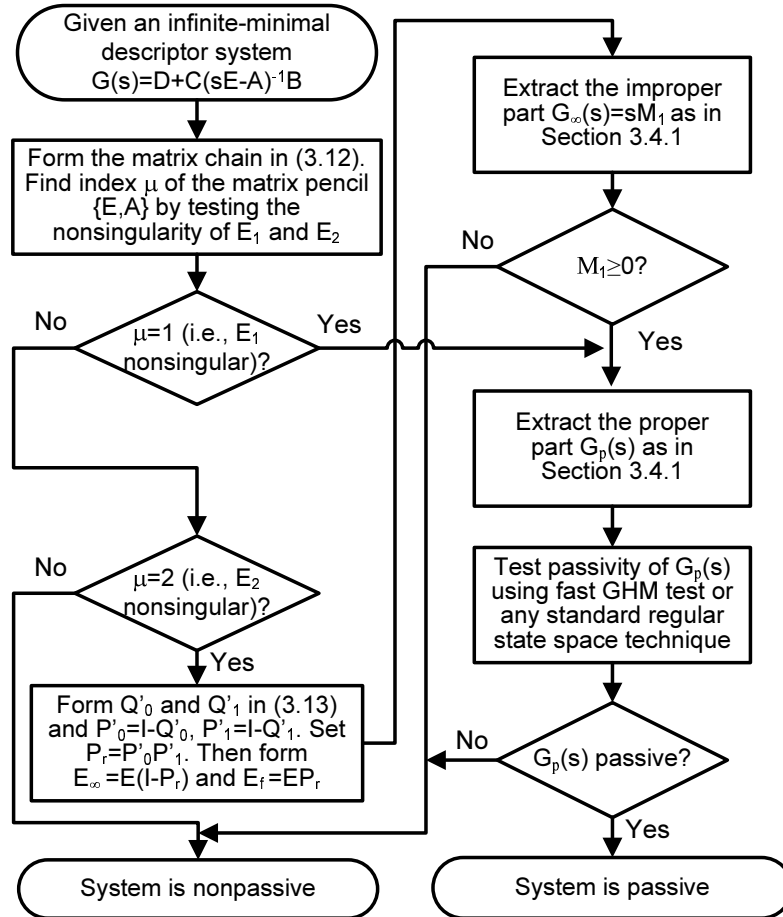 Given an infinite-minimal
descriptor system
G(s)=D+C(sE-A)⁻¹B
Form the matrix chain in (3.12).
Find index μ of the matrix pencil
{E,A} by testing the
nonsingularity of E₁ and E₂
No
μ=1 (i.e., E₁
nonsingular)?
Yes
No
μ=2 (i.e., E₂
nonsingular)?
Yes
Form Q'₀ and Q'₁ in (3.13)
and P'₀=I-Q'₀, P'₁=I-Q'₁. Set
Pᵣ=P'₀P'₁. Then form
E∞=E(I-Pᵣ) and E_f=EPᵣ
System is nonpassive
Extract the improper
part G∞(s)=sM₁ as in
Section 3.4.1
No
M₁≥0?
Yes
Extract the proper
part Gₚ(s) as in
Section 3.4.1
Test passivity of Gₚ(s)
using fast GHM test or
any standard regular
state space technique
No
Gₚ(s) passive?
Yes
System is passive